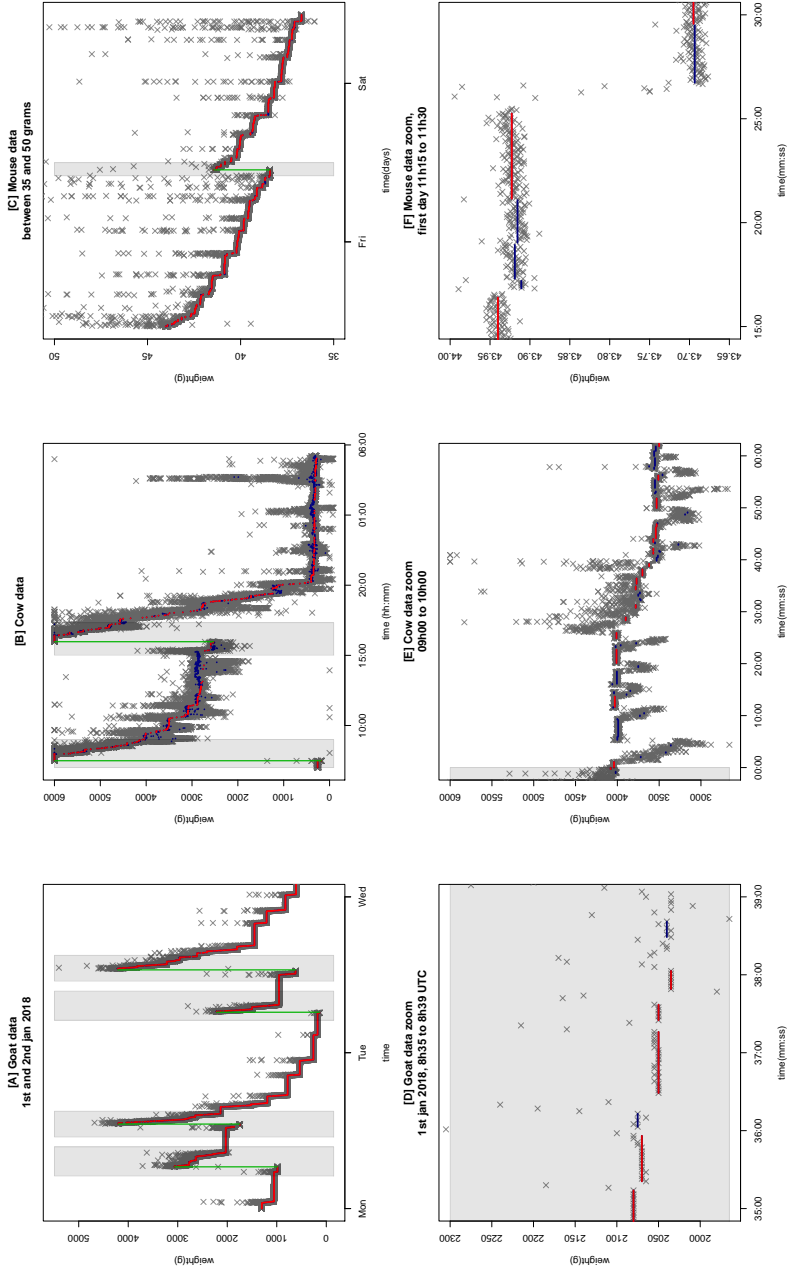 [A] Goat data
1st and 2nd jan 2018
weight(g)
5000
4000
3000
2000
1000
0
Mon
Tue
Wed
time
[B] Cow data
weight(g)
6000
5000
4000
3000
2000
1000
0
10:00
15:00
20:00
01:00
06:00
time (hh:mm)
[C] Mouse data
between 35 and 50 grams
weight(g)
50
45
40
35
Fri
Sat
time(days)
[D] Goat data zoom
1st jan 2018, 8h35 to 8h39 UTC
weight(g)
2300
2250
2200
2150
2100
2050
2000
35:00
36:00
37:00
38:00
39:00
time(mm:ss)
[E] Cow data zoom
09h00 to 10h00
weight(g)
6000
5500
5000
4500
4000
3500
3000
00:00
10:00
20:00
30:00
40:00
50:00
00:00
time(mm:ss)
[F] Mouse data zoom,
first day 11h15 to 11h30
weight(g)
44.00
43.95
43.90
43.85
43.80
43.75
43.70
43.65
15:00
20:00
25:00
30:00
time(mm:ss)